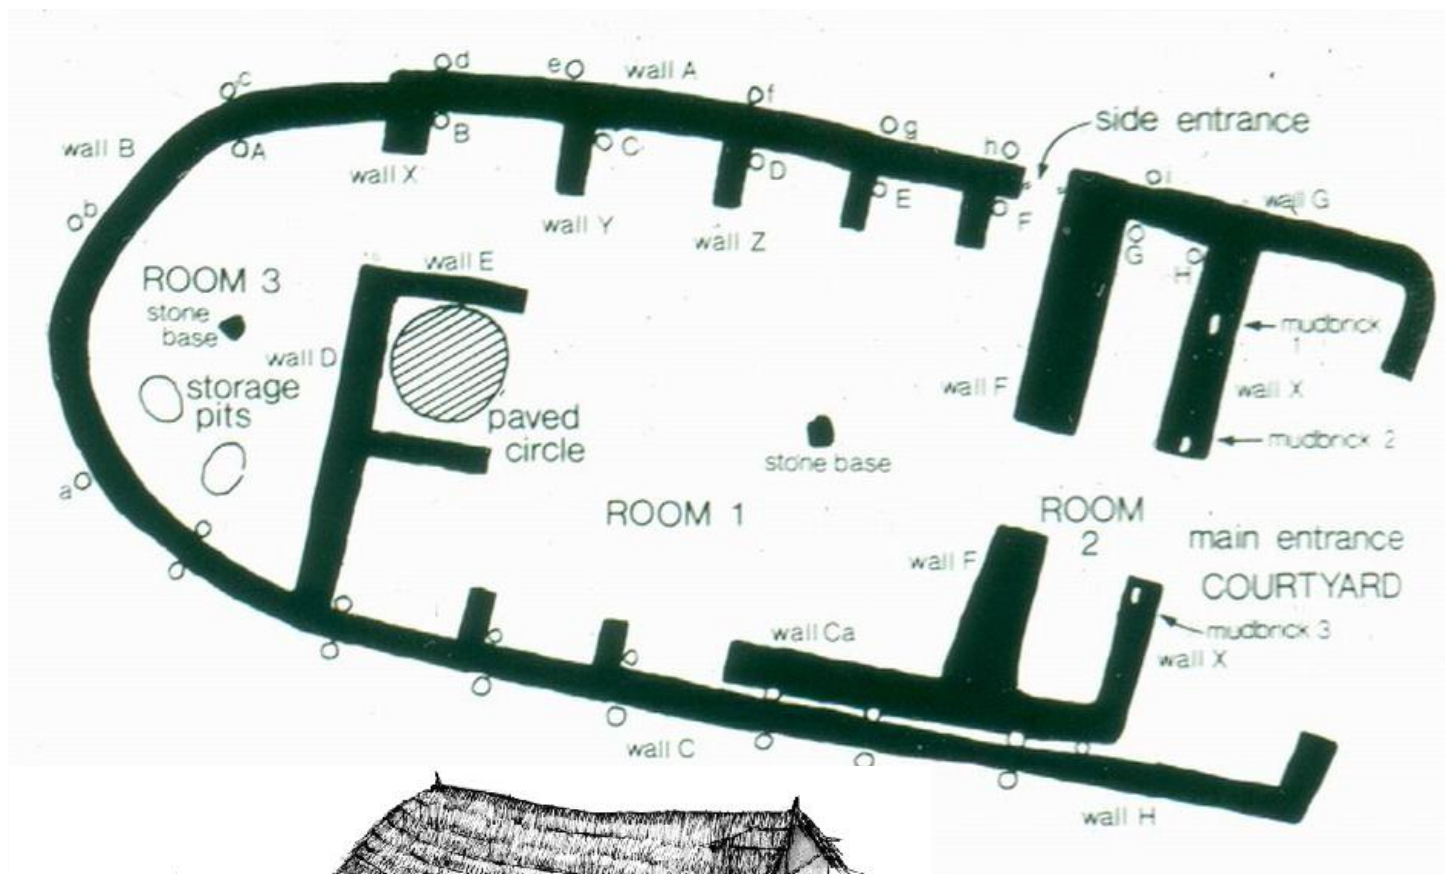 d
e
wall A
c
f
g
h
side entrance
wall B
A
B
C
D
i
wall X
b
E
F
wall G
wall Y
wall Z
G
H
wall E
ROOM 3
stone
base
mudbrick
1
wall D
storage
pits
wall F
wall X
paved
circle
mudbrick 2
stone base
a
ROOM 1
ROOM
2
main entrance
COURTYARD
wall F
mudbrick 3
wall Ca
wall X
wall C
wall H